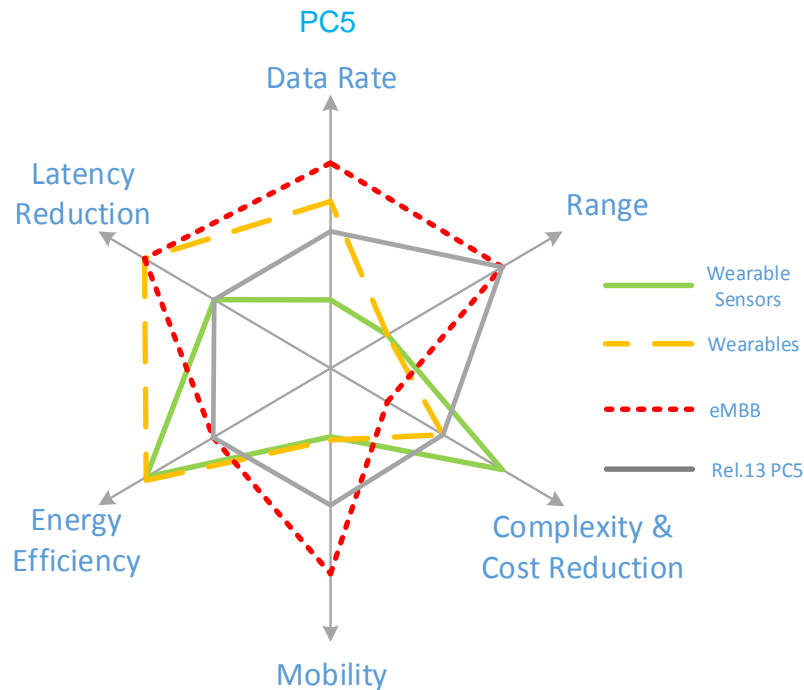 PC5
Data Rate
Latency
Reduction
Range
Wearable
Sensors
Wearables
eMBB
Rel.13 PC5
Energy
Efficiency
Complexity &
Cost Reduction
Mobility